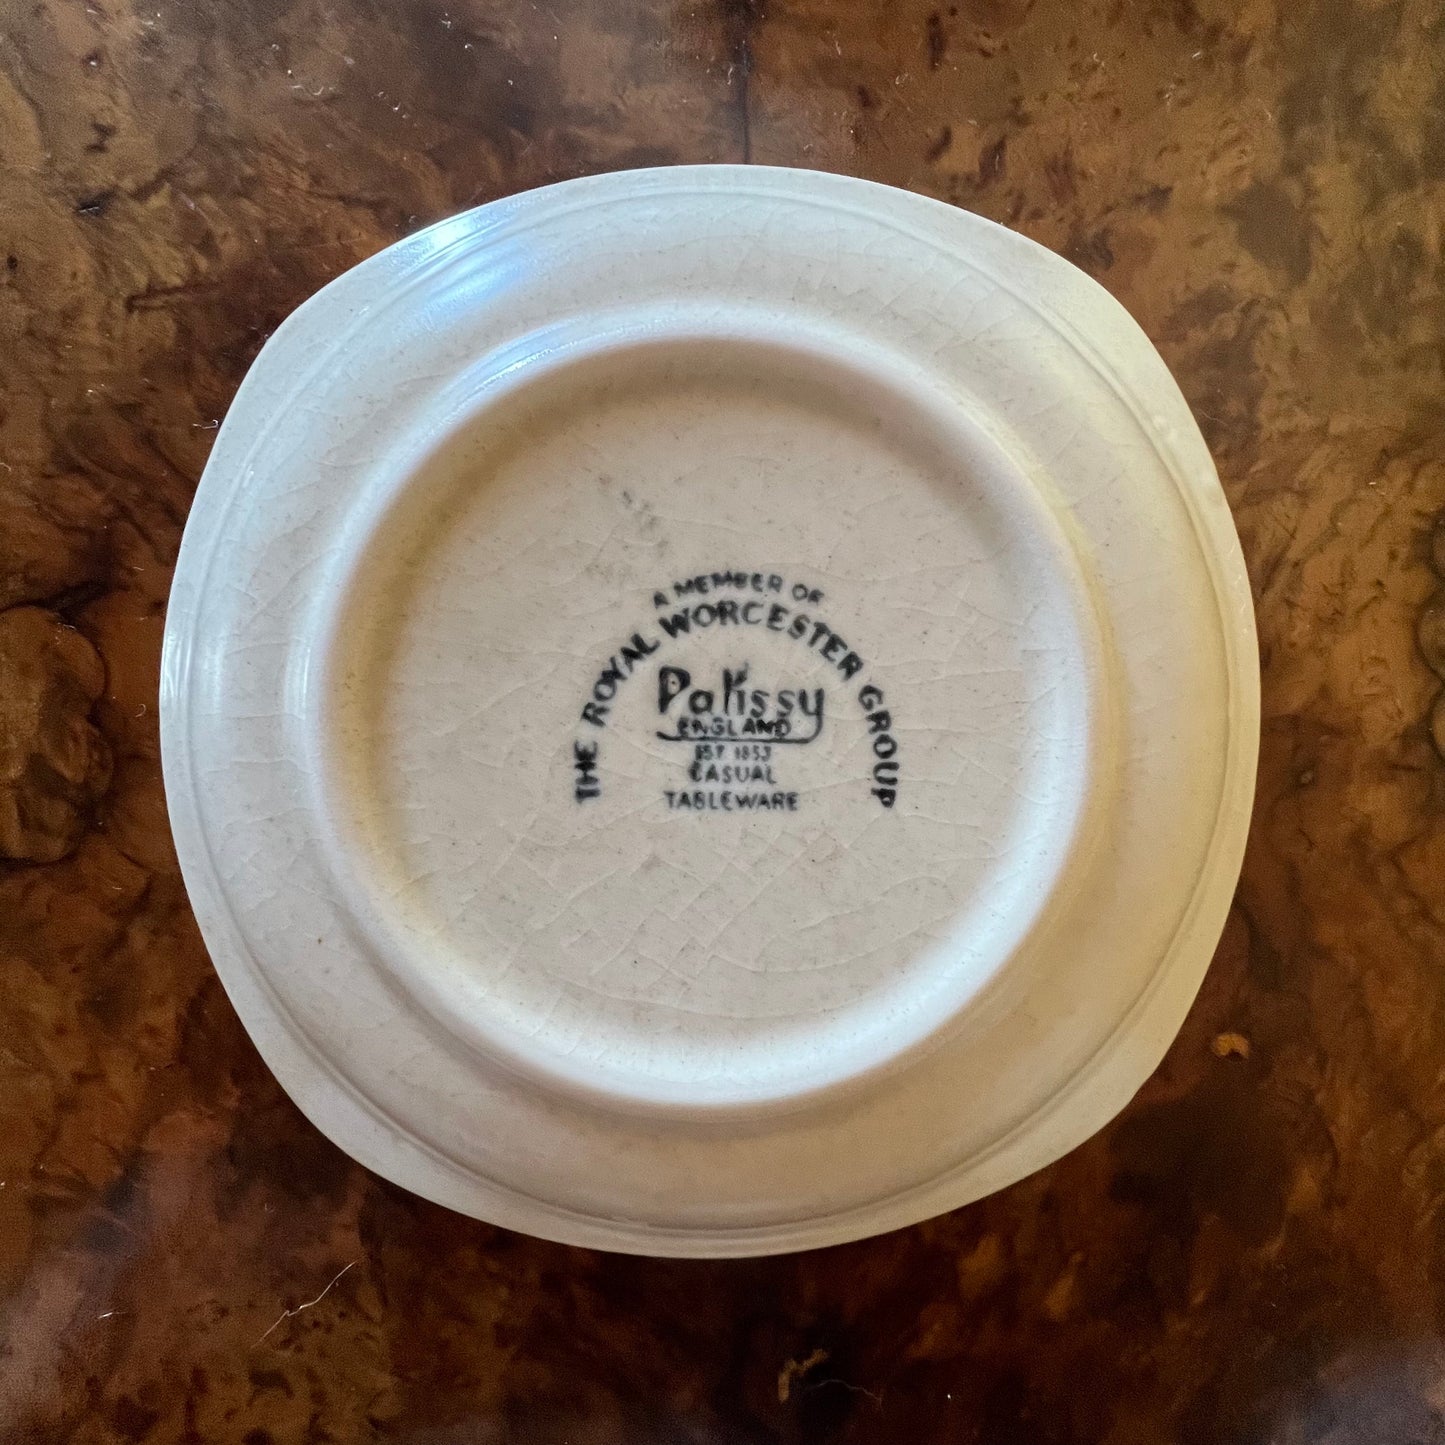 A MEMBER OF
THE ROYAL WORCESTER GROUP
Palissy
ENGLAND
EST. 1853
CASUAL
TABLEWARE